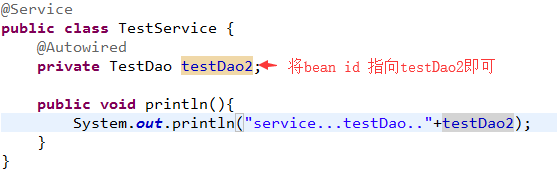 @Service
public class TestService {
@Autowired
private TestDao testDao2; 将bean id 指向testDao2即可
public void println(){
System.out.println("service...testDao.."+testDao2);
}
}